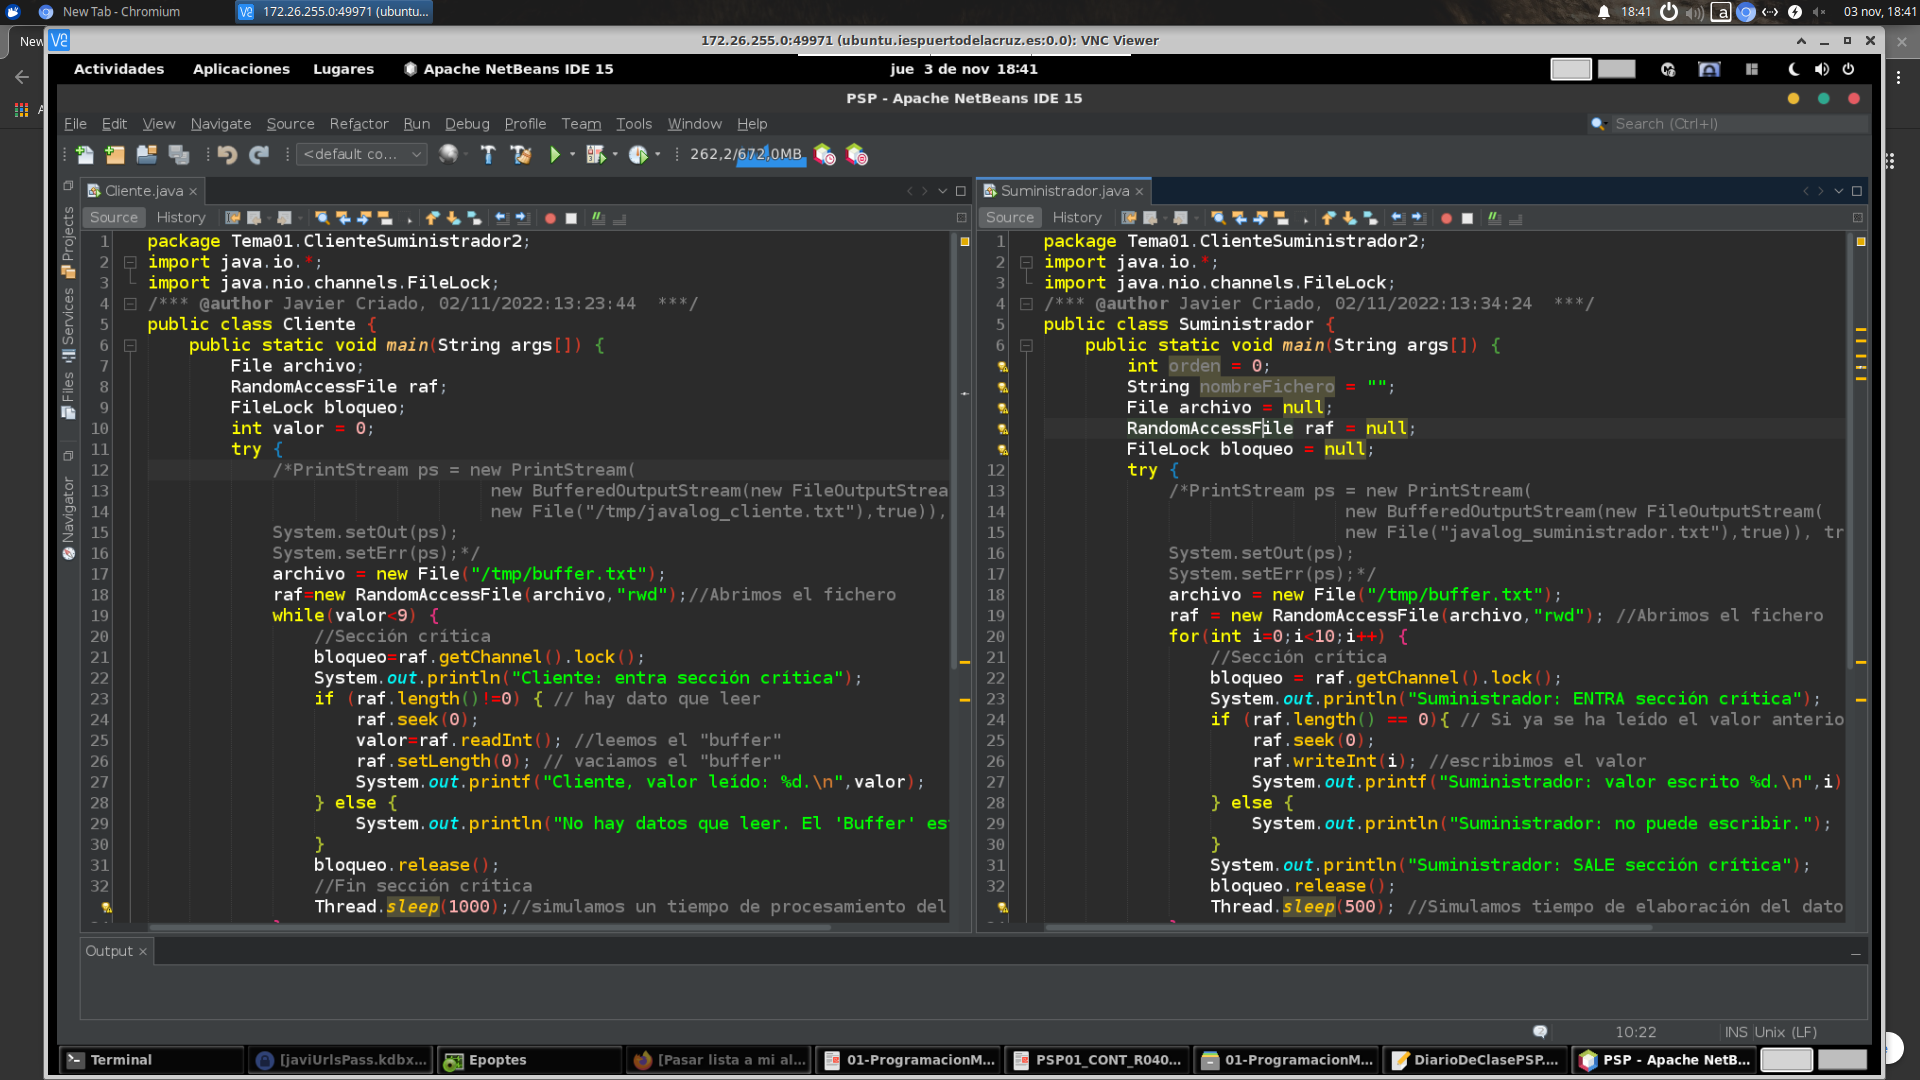 New Tab - Chromium
172.26.255.0:49971 (ubuntu...
18:41
a
03 nov, 18:41
New
172.26.255.0:49971 (ubuntu.iespuertodelacruz.es:0.0): VNC Viewer
Actividades Aplicaciones Lugares Apache NetBeans IDE 15
jue 3 de nov 18:41
PSP - Apache NetBeans IDE 15
File Edit View Navigate Source Refactor Run Debug Profile Team Tools Window Help
Search (Ctrl+I)
<default co...
262,2/672,0MB
Projects
Services
Files
Navigator
Cliente.java
Source History
1 package Tema01.ClienteSuministrador2;
2 import java.io.*;
3 import java.nio.channels.FileLock;
4 /*** @author Javier Criado, 02/11/2022:13:23:44 ***/
5 public class Cliente {
6 public static void main(String args[]) {
7 File archivo;
8 RandomAccessFile raf;
9 FileLock bloqueo;
10 int valor = 0;
11 try {
12 /*PrintStream ps = new PrintStream(
13 new BufferedOutputStream(new FileOutputStrea
14 new File("/tmp/javalog_cliente.txt"),true)),
15 System.setOut(ps);
16 System.setErr(ps);*/
17 archivo = new File("/tmp/buffer.txt");
18 raf=new RandomAccessFile(archivo,"rwd");//Abrimos el fichero
19 while(valor<9) {
20 //Sección crítica
21 bloqueo=raf.getChannel().lock();
22 System.out.println("Cliente: entra sección crítica");
23 if (raf.length()!=0) { // hay dato que leer
24 raf.seek(0);
25 valor=raf.readInt(); //leemos el "buffer"
26 raf.setLength(0); // vaciamos el "buffer"
27 System.out.printf("Cliente, valor leído: %d.\n",valor);
28 } else {
29 System.out.println("No hay datos que leer. El 'Buffer' es
30 }
31 bloqueo.release();
32 //Fin sección crítica
Thread.sleep(1000);//simulamos un tiempo de procesamiento del
Suministrador.java
Source History
1 package Tema01.ClienteSuministrador2;
2 import java.io.*;
3 import java.nio.channels.FileLock;
4 /*** @author Javier Criado, 02/11/2022:13:34:24 ***/
5 public class Suministrador {
6 public static void main(String args[]) {
int orden = 0;
String nombreFichero = "";
File archivo = null;
RandomAccessFile raf = null;
FileLock bloqueo = null;
12 try {
13 /*PrintStream ps = new PrintStream(
14 new BufferedOutputStream(new FileOutputStream(
15 new File("javalog_suministrador.txt"),true)), tr
16 System.setOut(ps);
17 System.setErr(ps);*/
18 archivo = new File("/tmp/buffer.txt");
19 raf = new RandomAccessFile(archivo,"rwd"); //Abrimos el fichero
20 for(int i=0;i<10;i++) {
21 //Sección crítica
22 bloqueo = raf.getChannel().lock();
23 System.out.println("Suministrador: ENTRA sección crítica");
24 if (raf.length() == 0){ // Si ya se ha leído el valor anterio
25 raf.seek(0);
26 raf.writeInt(i); //escribimos el valor
27 System.out.printf("Suministrador: valor escrito %d.\n",i)
28 } else {
29 System.out.println("Suministrador: no puede escribir.");
30 }
31 System.out.println("Suministrador: SALE sección crítica");
32 bloqueo.release();
Thread.sleep(500); //Simulamos tiempo de elaboración del dato
Output
10:22 INS Unix (LF)
Terminal
[javiUrlsPass.kdbx...
Epoptes
[Pasar lista a mi al...
01-ProgramacionM...
PSP01_CONT_R040...
01-ProgramacionM...
DiarioDeClasePSP....
PSP - Apache NetB...